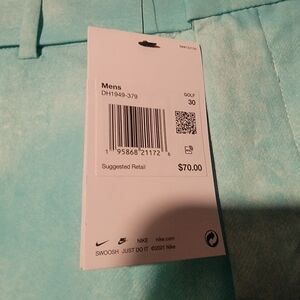 Mens
DH1949-379
GOLF
30
1 95868 21172
Suggested Retail
$70.00
NIKE nike.com
SWOOSH JUST DO IT ©2021 Nike